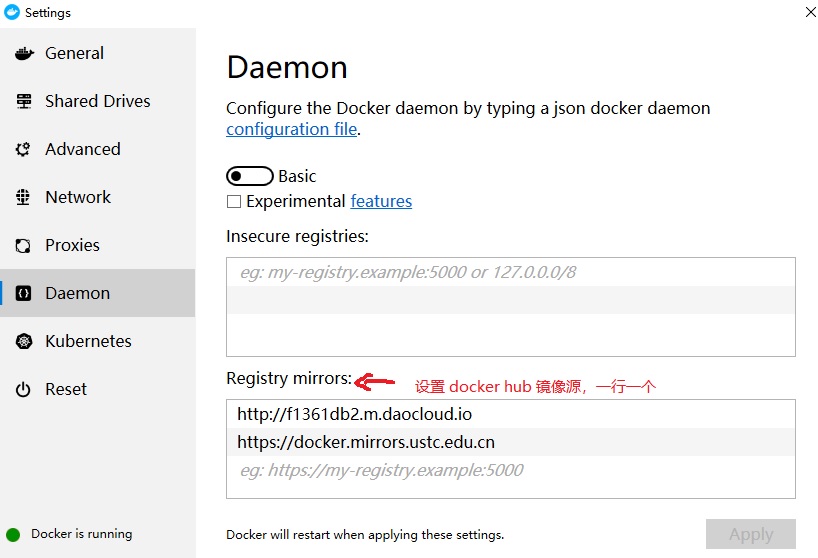 Settings
General
Shared Drives
Advanced
Network
Proxies
Daemon
Kubernetes
Reset
Docker is running
Daemon
Configure the Docker daemon by typing a json docker daemon
configuration file.
Basic
Experimental features
Insecure registries:
eg: my-registry.example:5000 or 127.0.0.0/8
Registry mirrors:
设置 docker hub 镜像源，一行一个
http://f1361db2.m.daocloud.io
https://docker.mirrors.ustc.edu.cn
eg: https://my-registry.example:5000
Docker will restart when applying these settings.
Apply